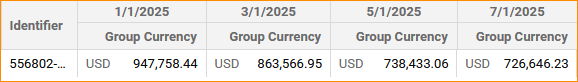 Identifier 1/1/2025 3/1/2025 5/1/2025 7/1/2025
Group Currency Group Currency Group Currency Group Currency
556802-... USD 947,758.44 USD 863,566.95 USD 738,433.06 USD 726,646.23